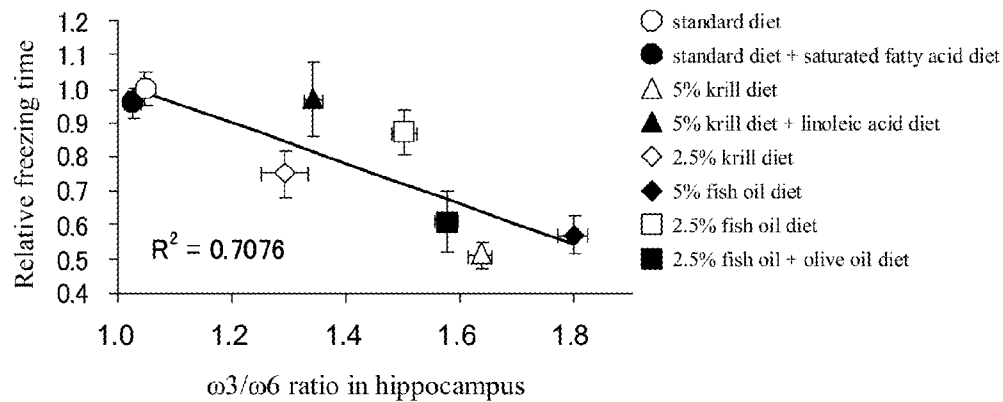 Relative freezing time
1.2
1.1
1.0
0.9
0.8
0.7
0.6
0.5
0.4
R² = 0.7076
1.0
1.2
1.4
1.6
1.8
ω3/ω6 ratio in hippocampus
standard diet
standard diet + saturated fatty acid diet
5% krill diet
5% krill diet + linoleic acid diet
2.5% krill diet
5% fish oil diet
2.5% fish oil diet
2.5% fish oil + olive oil diet